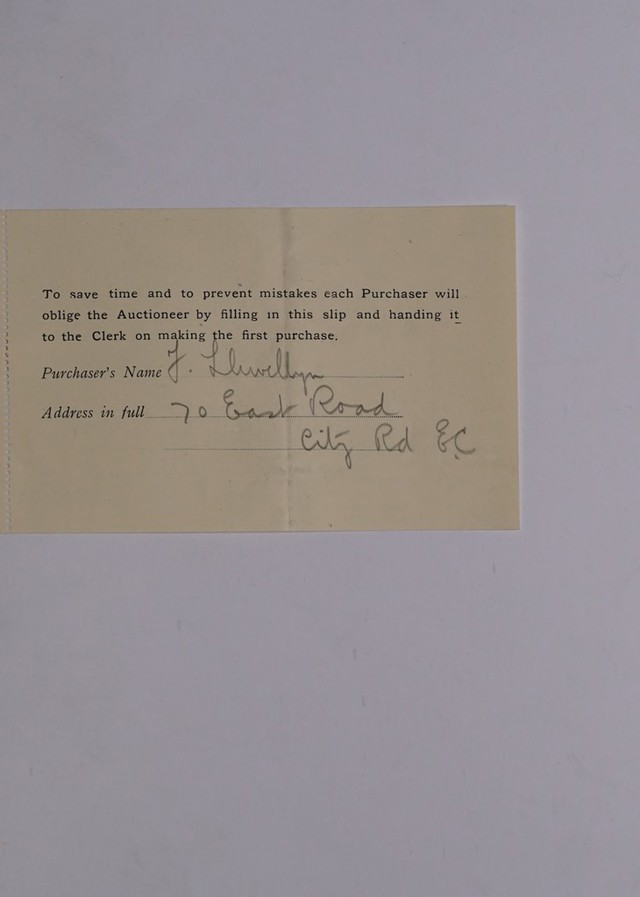 To save time and to prevent mistakes each Purchaser will
oblige the Auctioneer by filling in this slip and handing it
to the Clerk on making the first purchase.
Purchaser's Name F. Llewellyn
Address in full 70 East Road
City Rd E.C